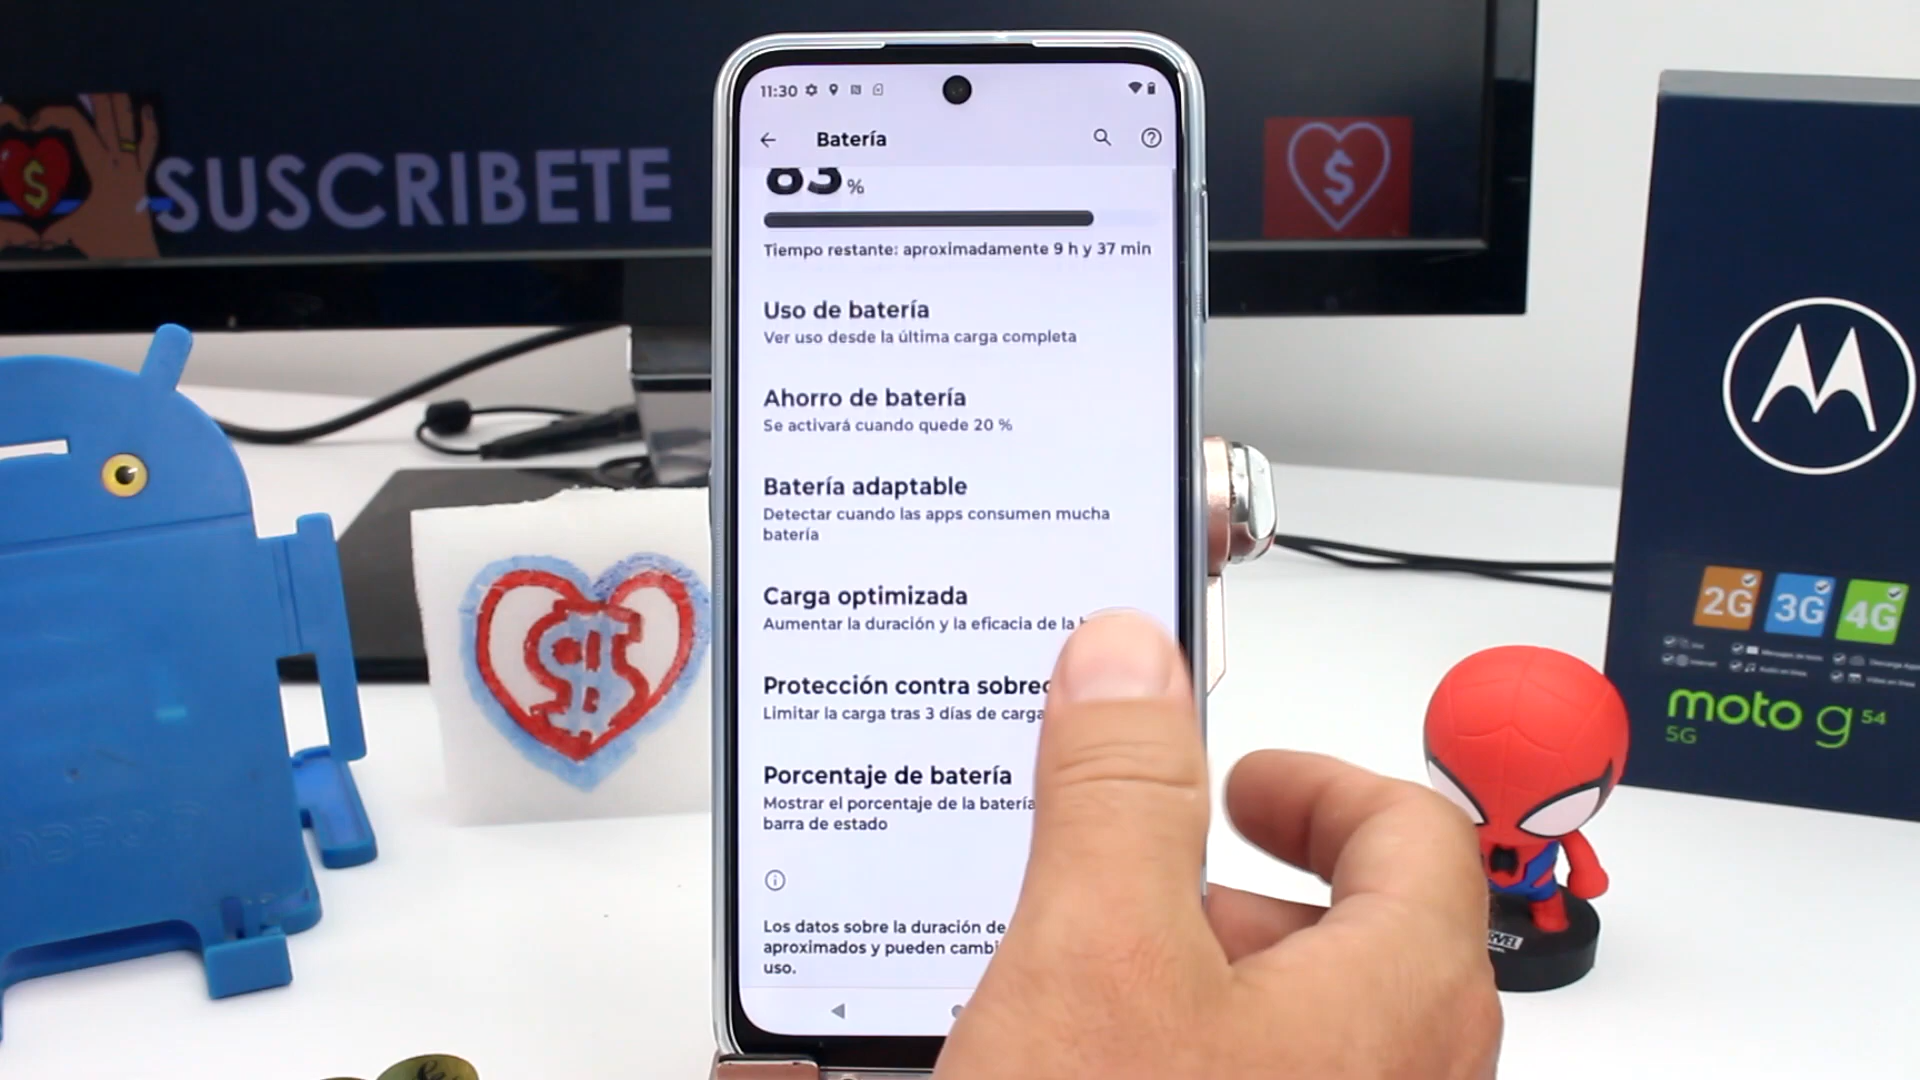 11:30
Batería
83 %
Tiempo restante: aproximadamente 9 h y 37 min
Uso de batería
Ver uso desde la última carga completa
Ahorro de batería
Se activará cuando quede 20 %
Batería adaptable
Detectar cuando las apps consumen mucha
batería
Carga optimizada
Aumentar la duración y la eficacia de la
Protección contra
Limitar la carga tras 3 días de
Porcentaje de batería
Mostrar el porcentaje de la batería
barra de estado
Los datos sobre la duración de
aproximados y pueden
uso.
SUSCRIBETE
$
$
2G 3G 4G
moto g 54
5G